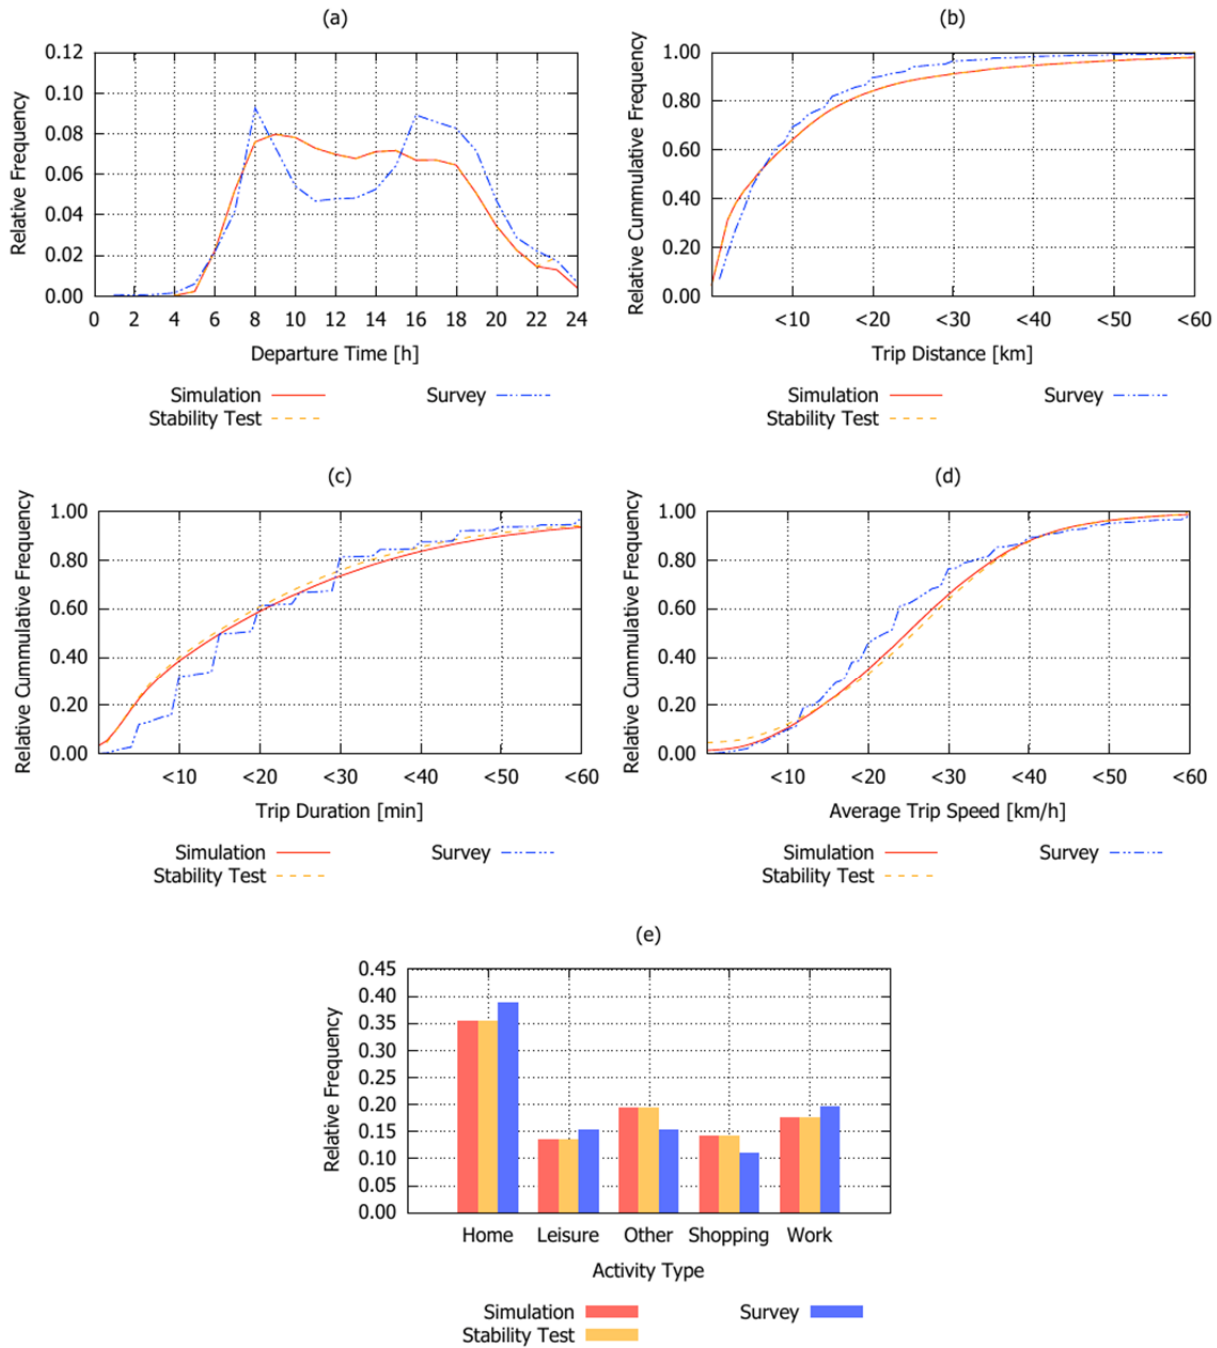 (a)
0.12
0.10
0.08
0.06
0.04
0.02
0.00
Relative Frequency
0 2 4 6 8 10 12 14 16 18 20 22 24
Departure Time [h]
Simulation
Survey
Stability Test
(b)
1.00
0.80
0.60
0.40
0.20
0.00
Relative Cummulative Frequency
<10 <20 <30 <40 <50 <60
Trip Distance [km]
Simulation
Survey
Stability Test
(c)
1.00
0.80
0.60
0.40
0.20
0.00
Relative Cummulative Frequency
<10 <20 <30 <40 <50 <60
Trip Duration [min]
Simulation
Survey
Stability Test
(d)
1.00
0.80
0.60
0.40
0.20
0.00
Relative Cummulative Frequency
<10 <20 <30 <40 <50 <60
Average Trip Speed [km/h]
Simulation
Survey
Stability Test
(e)
0.45
0.40
0.35
0.30
0.25
0.20
0.15
0.10
0.05
0.00
Relative Frequency
Home Leisure Other Shopping Work
Activity Type
Simulation
Survey
Stability Test